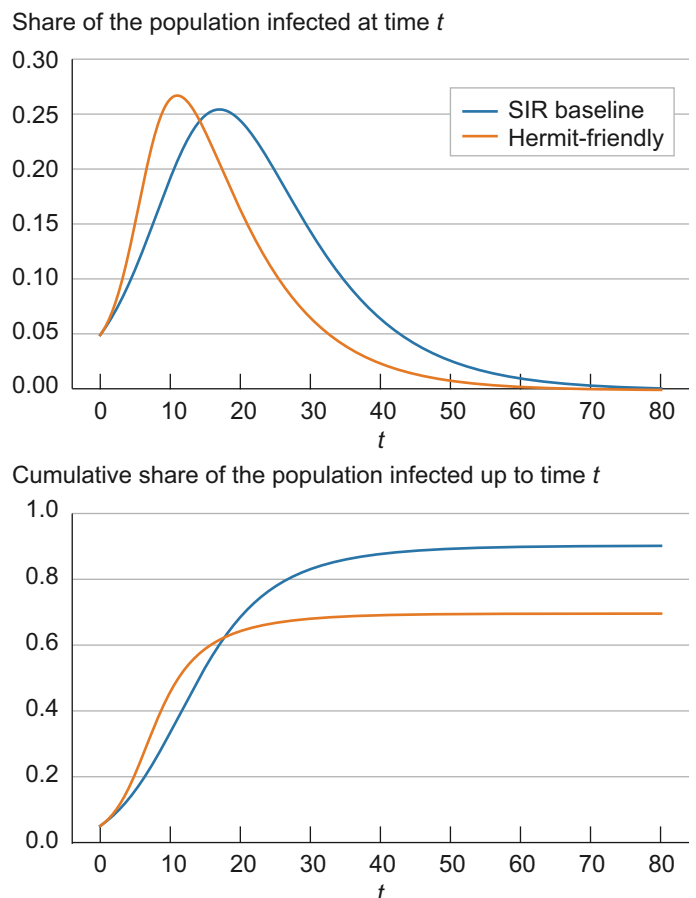 Share of the population infected at time t
0.30
0.25
0.20
0.15
0.10
0.05
0.00
SIR baseline
Hermit-friendly
0 10 20 30 40 50 60 70 80
t
Cumulative share of the population infected up to time t
1.0
0.8
0.6
0.4
0.2
0.0
0 10 20 30 40 50 60 70 80
t